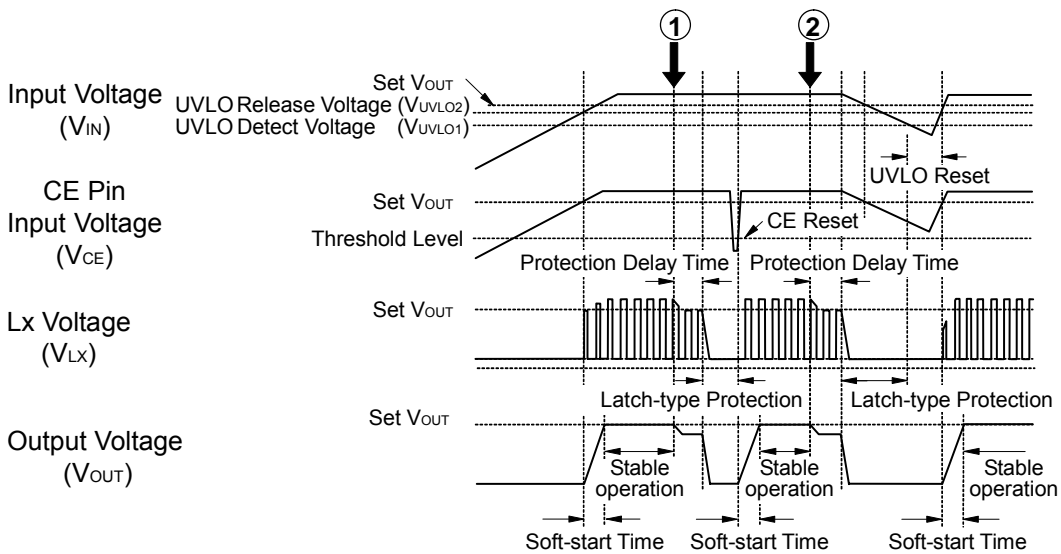 ① ②
Set VOUT
Input Voltage
(VIN)
UVLO Release Voltage (VUVLO2)
UVLO Detect Voltage (VUVLO1)
UVLO Reset
CE Pin
Input Voltage
(VCE)
Set VOUT
Threshold Level
CE Reset
Protection Delay Time Protection Delay Time
Lx Voltage
(VLX)
Set VOUT
Latch-type Protection Latch-type Protection
Output Voltage
(VOUT)
Set VOUT
Stable operation
Stable operation
Stable operation
Soft-start Time Soft-start Time Soft-start Time